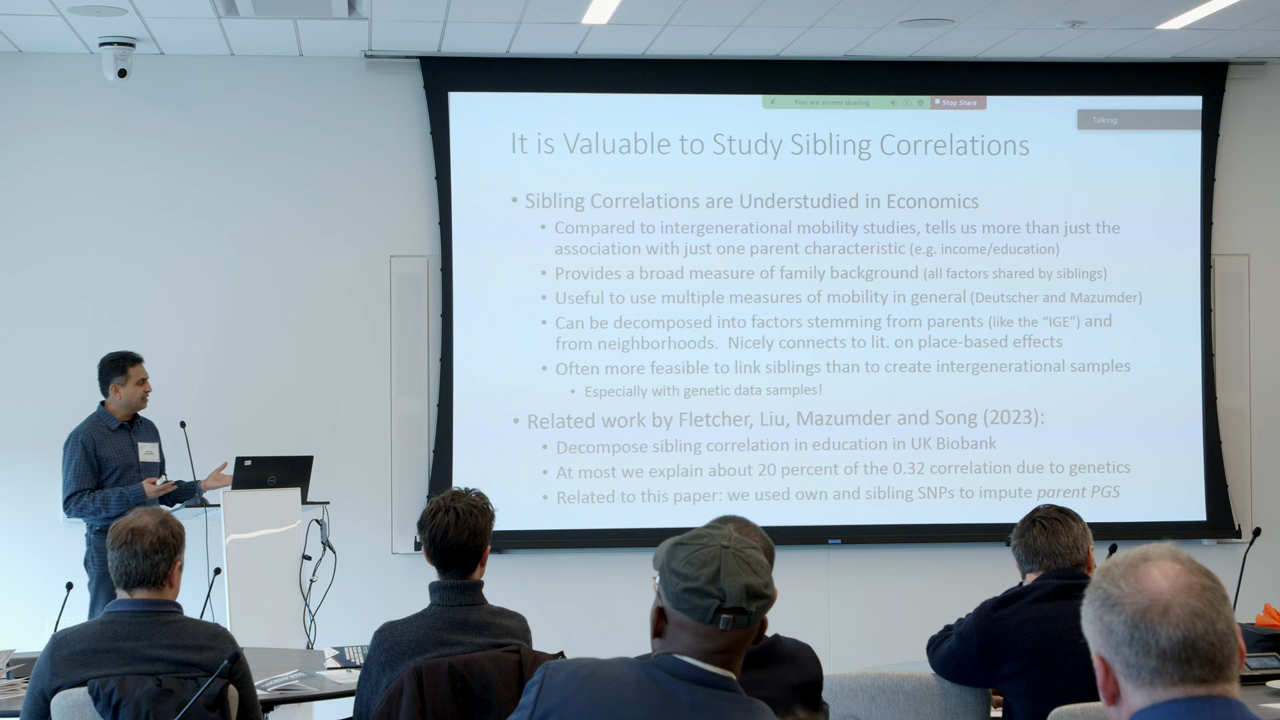 You are screen sharing
Stop Share
Talking:
It is Valuable to Study Sibling Correlations
• Sibling Correlations are Understudied in Economics
• Compared to intergenerational mobility studies, tells us more than just the
association with just one parent characteristic (e.g. income/education)
• Provides a broad measure of family background (all factors shared by siblings)
• Useful to use multiple measures of mobility in general (Deutscher and Mazumder)
• Can be decomposed into factors stemming from parents (like the “IGE”) and
from neighborhoods. Nicely connects to lit. on place-based effects
• Often more feasible to link siblings than to create intergenerational samples
• Especially with genetic data samples!
• Related work by Fletcher, Liu, Mazumder and Song (2023):
• Decompose sibling correlation in education in UK Biobank
• At most we explain about 20 percent of the 0.32 correlation due to genetics
• Related to this paper: we used own and sibling SNPs to impute parent PGS
DELL